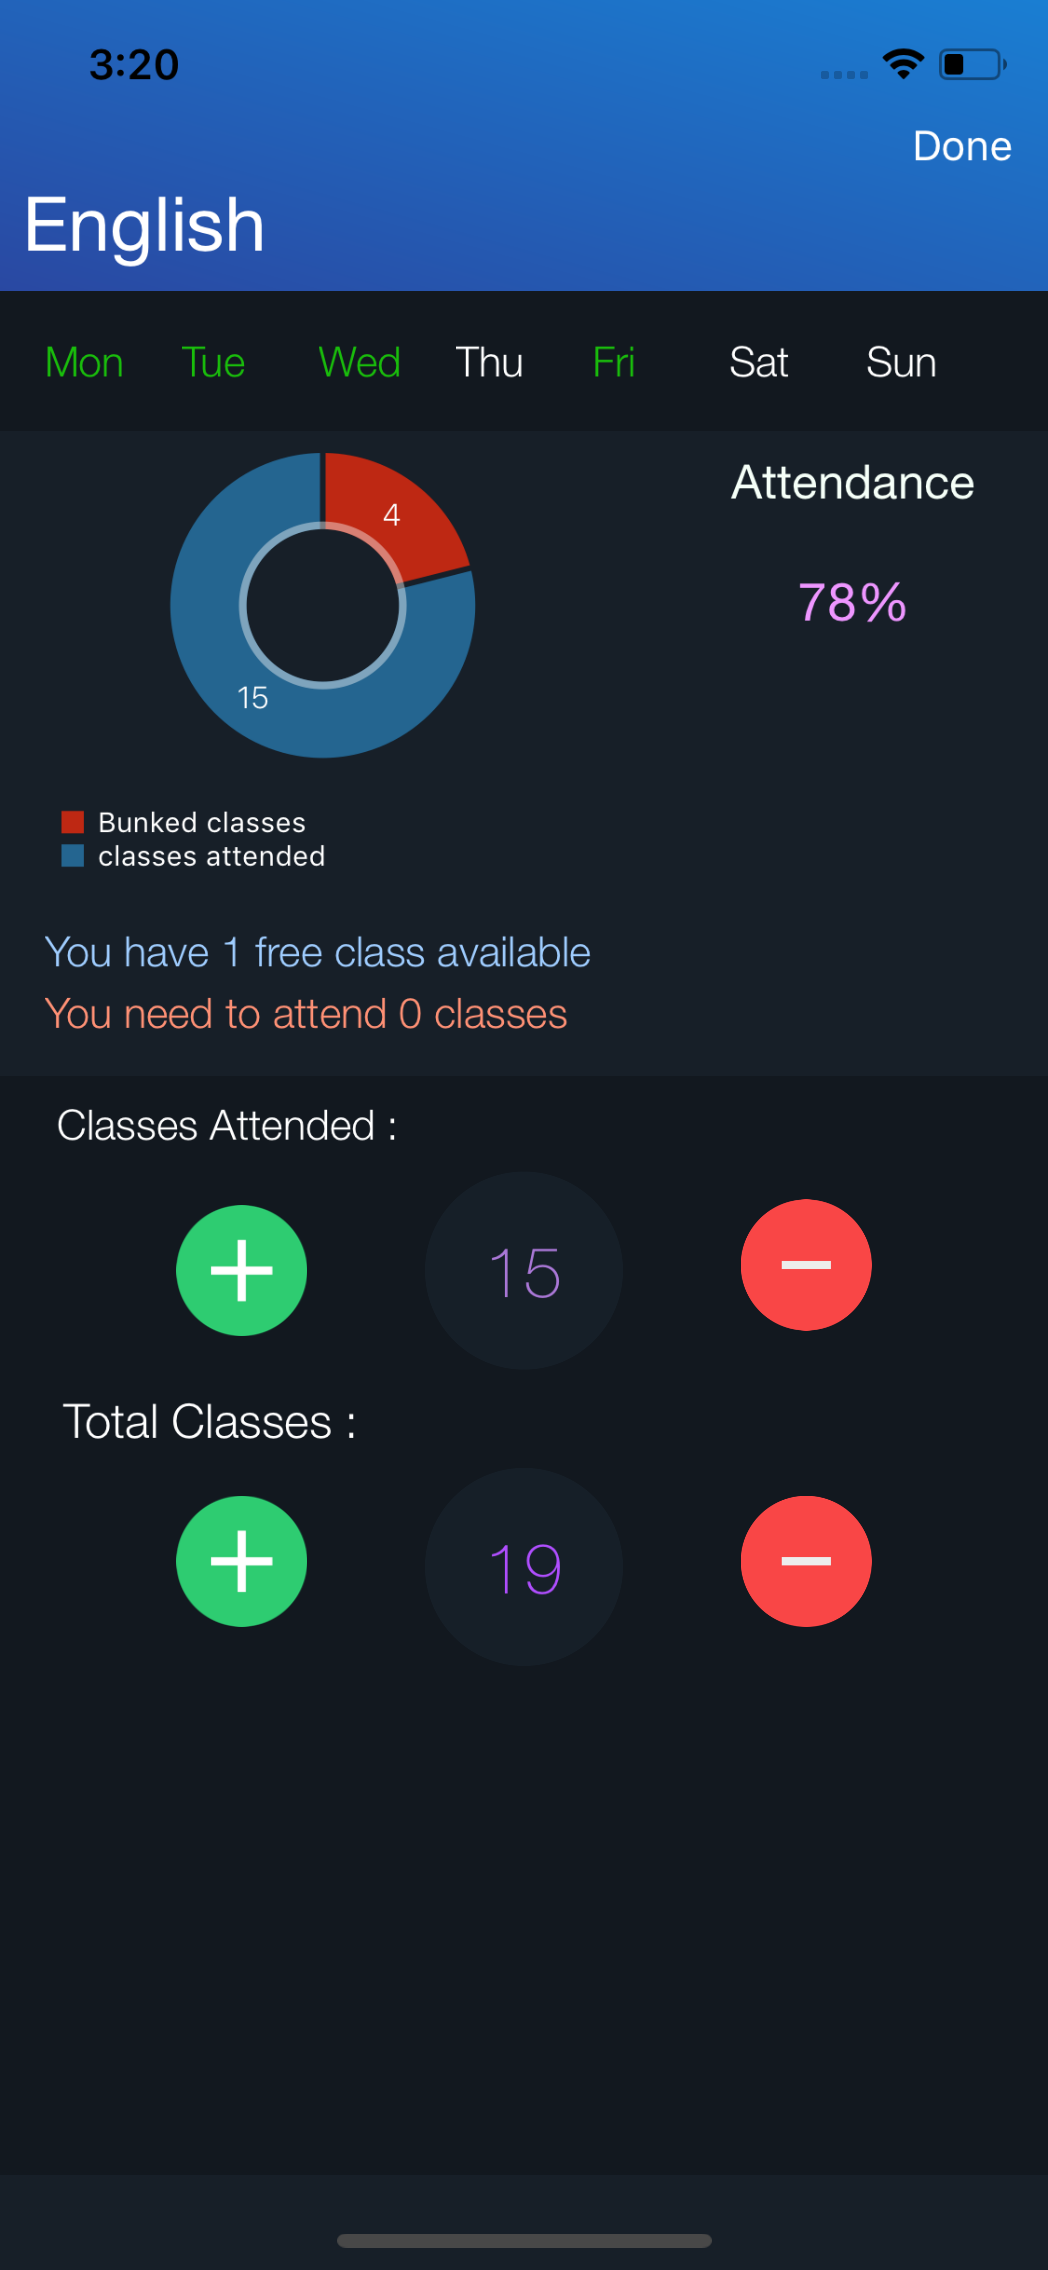 3:20
Done
English
Mon Tue Wed Thu Fri Sat Sun
Attendance
78%
4
15
Bunked classes
classes attended
You have 1 free class available
You need to attend 0 classes
Classes Attended :
15
Total Classes :
19